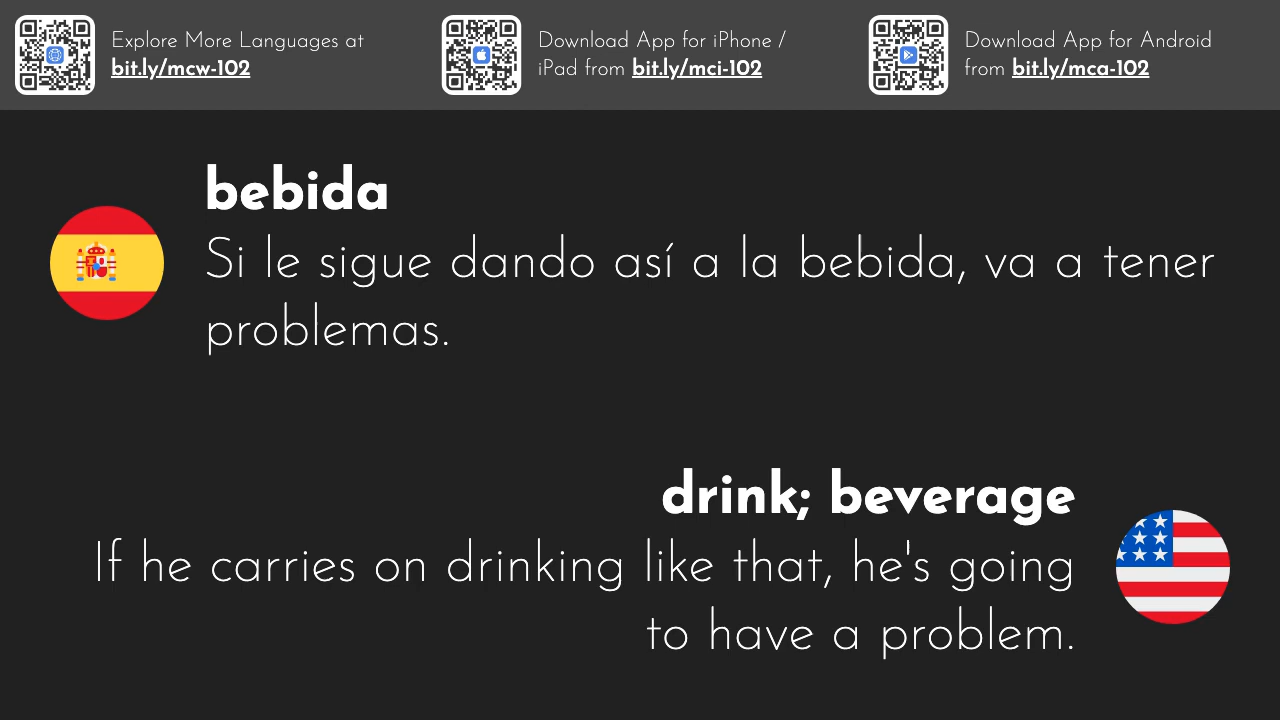 Explore More Languages at
bit.ly/mcw-102
Download App for iPhone /
iPad from bit.ly/mci-102
Download App for Android
from bit.ly/mca-102
bebida
Si le sigue dando así a la bebida, va a tener
problemas.
drink; beverage
If he carries on drinking like that, he's going
to have a problem.